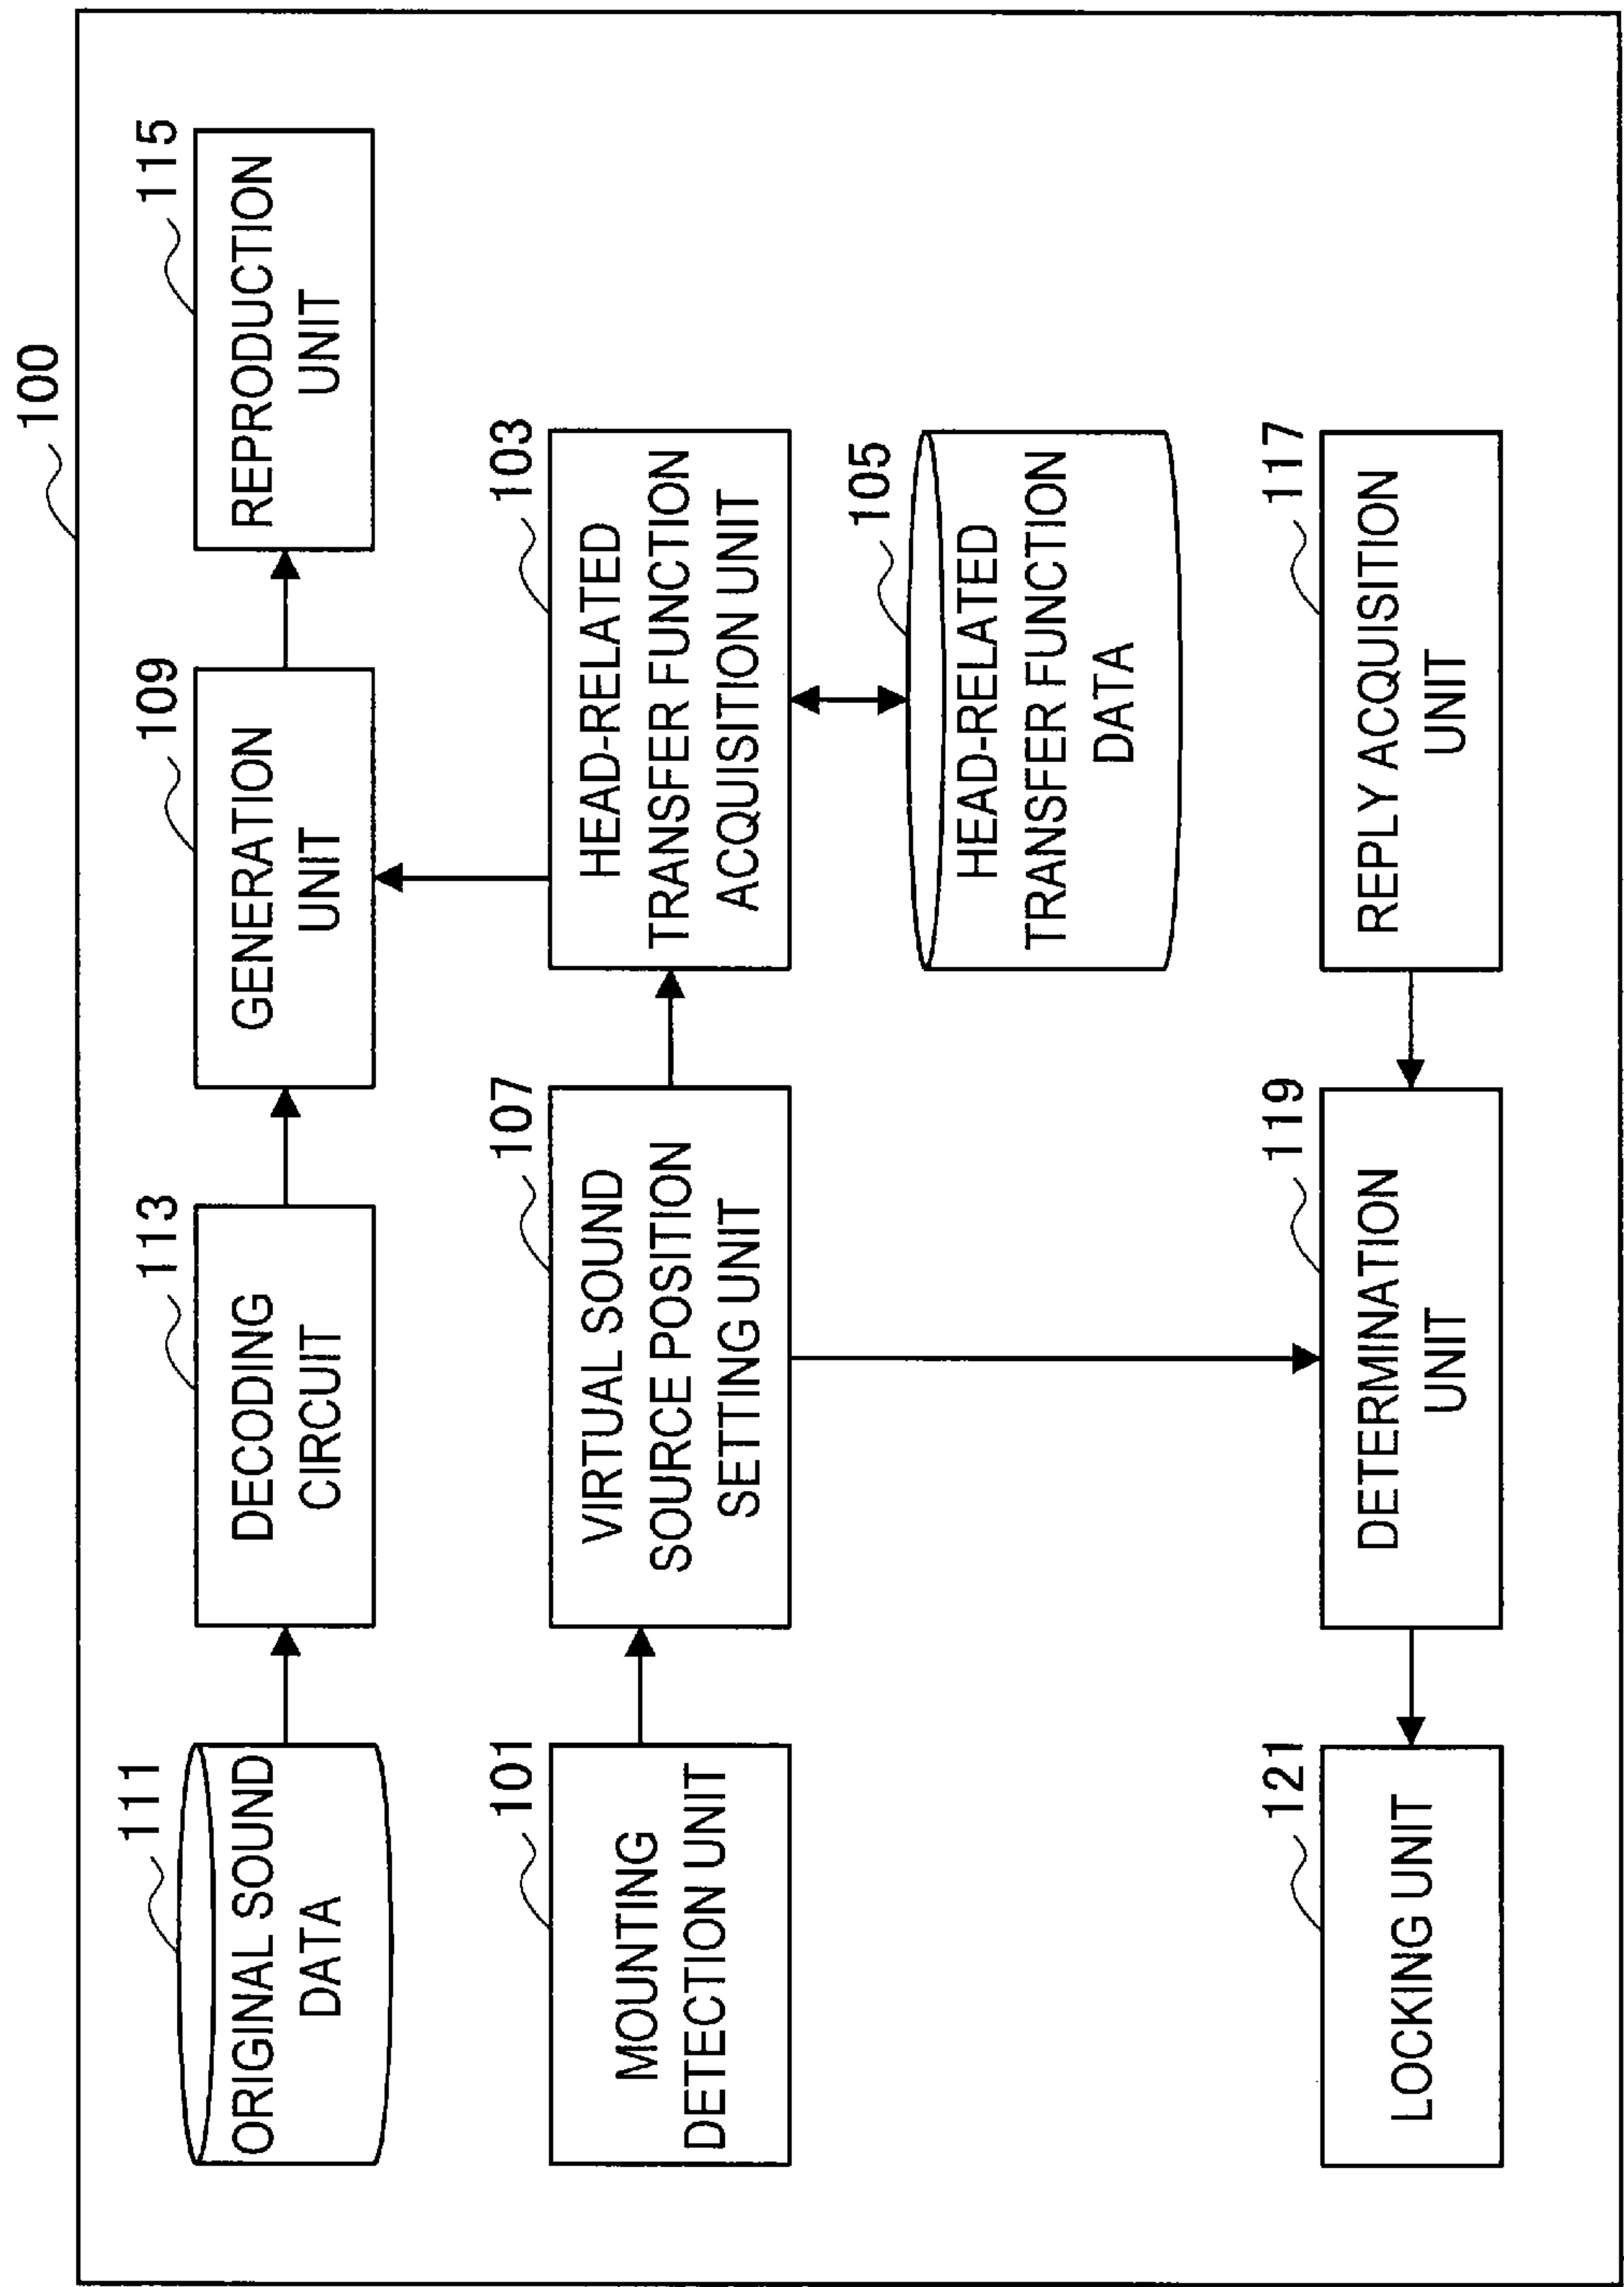 100
111
ORIGINAL SOUND
DATA
113
DECODING
CIRCUIT
109
GENERATION
UNIT
115
REPRODUCTION
UNIT
101
MOUNTING
DETECTION UNIT
107
VIRTUAL SOUND
SOURCE POSITION
SETTING UNIT
103
HEAD-RELATED
TRANSFER FUNCTION
ACQUISITION UNIT
105
HEAD-RELATED
TRANSFER FUNCTION
DATA
121
LOCKING UNIT
119
DETERMINATION
UNIT
117
REPLY ACQUISITION
UNIT